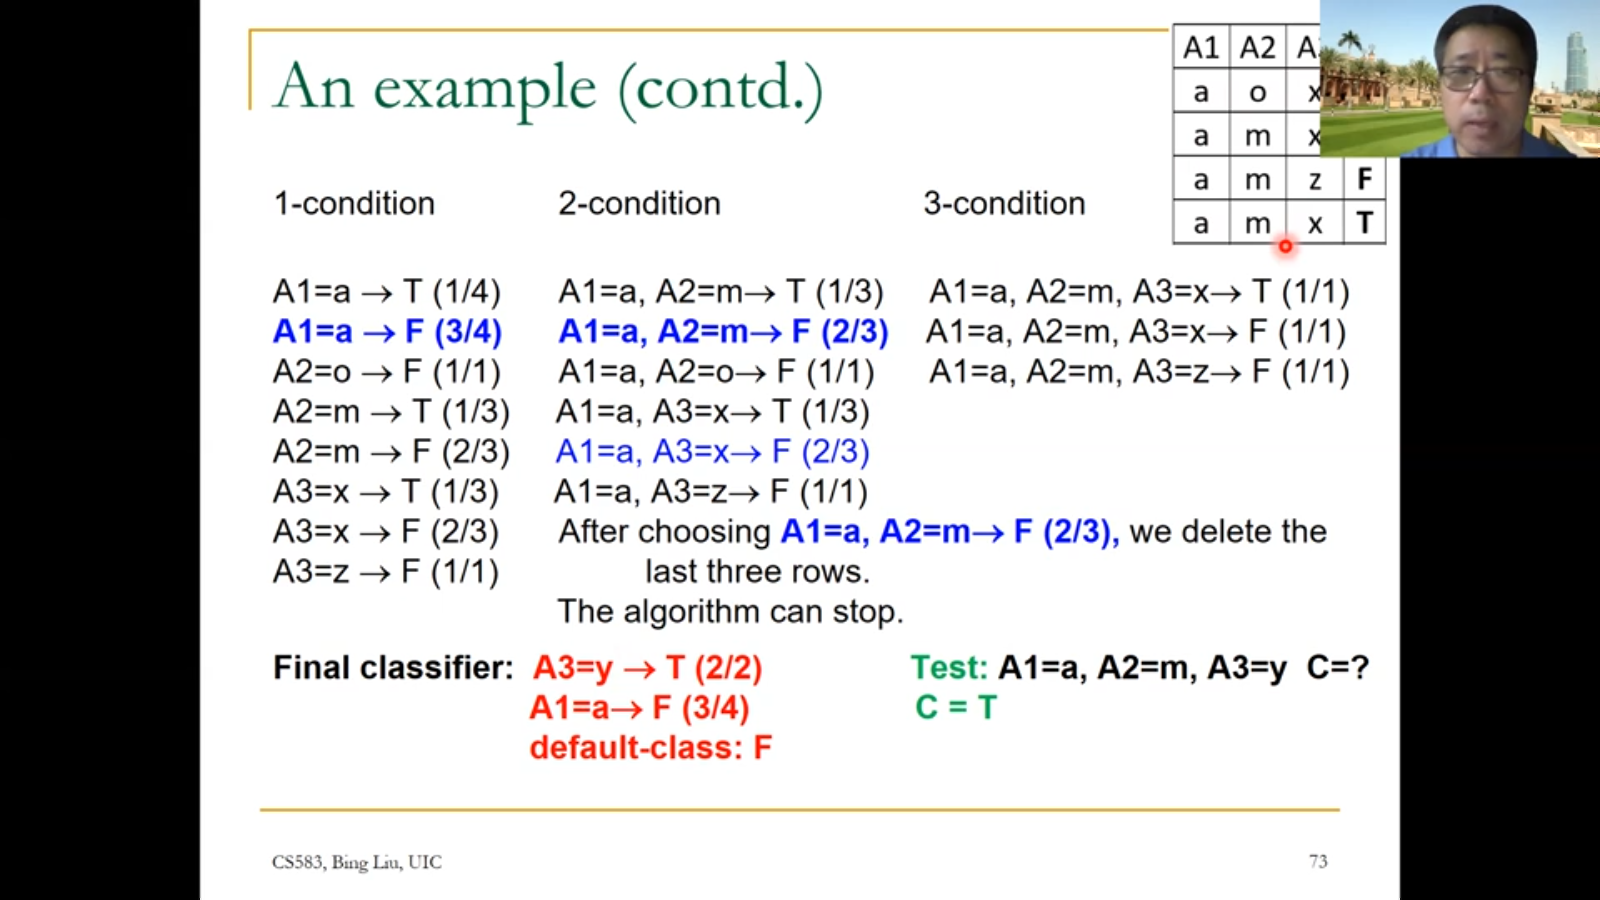 An example (contd.)
A1 A2 A
a o x
a m x
a m z F
a m x T
1-condition 2-condition 3-condition
A1=a → T (1/4) A1=a, A2=m→ T (1/3) A1=a, A2=m, A3=x→ T (1/1)
A1=a → F (3/4) A1=a, A2=m→ F (2/3) A1=a, A2=m, A3=x→ F (1/1)
A2=o → F (1/1) A1=a, A2=o→ F (1/1) A1=a, A2=m, A3=z→ F (1/1)
A2=m → T (1/3) A1=a, A3=x→ T (1/3)
A2=m → F (2/3) A1=a, A3=x→ F (2/3)
A3=x → T (1/3) A1=a, A3=z→ F (1/1)
A3=x → F (2/3) After choosing A1=a, A2=m→ F (2/3), we delete the
A3=z → F (1/1) last three rows.
The algorithm can stop.
Final classifier: A3=y → T (2/2) Test: A1=a, A2=m, A3=y C=?
A1=a→ F (3/4) C = T
default-class: F
CS583, Bing Liu, UIC 73